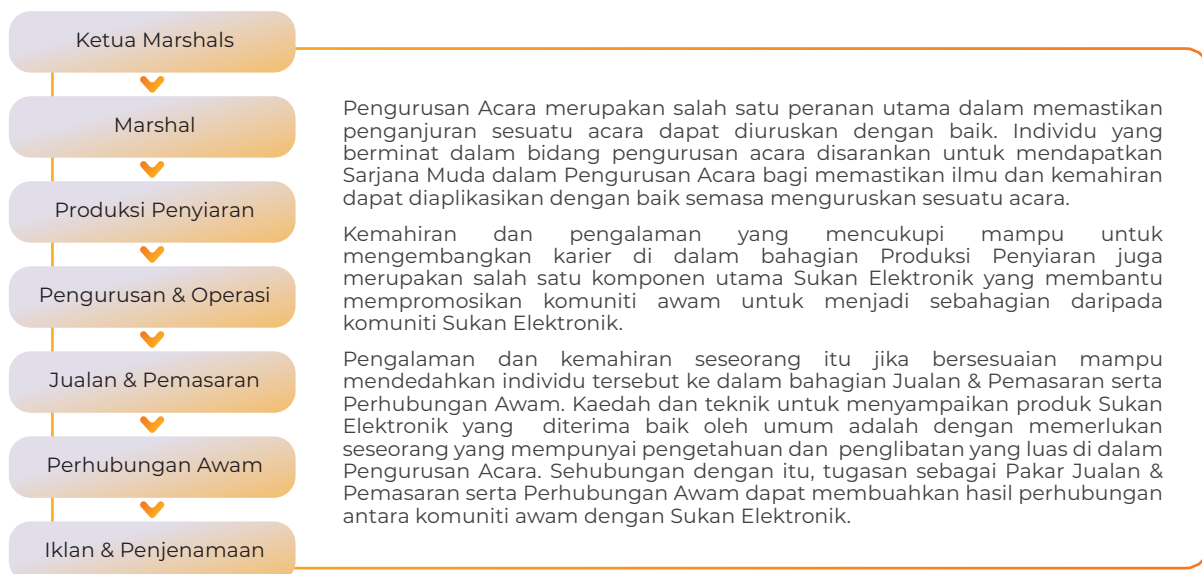 Ketua Marshals
Marshal
Produksi Penyiaran
Pengurusan & Operasi
Jualan & Pemasaran
Perhubungan Awam
Iklan & Penjenamaan
Pengurusan Acara merupakan salah satu peranan utama dalam memastikan
penganjuran sesuatu acara dapat diuruskan dengan baik. Individu yang
berminat dalam bidang pengurusan acara disarankan untuk mendapatkan
Sarjana Muda dalam Pengurusan Acara bagi memastikan ilmu dan kemahiran
dapat diaplikasikan dengan baik semasa menguruskan sesuatu acara.
Kemahiran dan pengalaman yang mencukupi mampu untuk
mengembangkan karier di dalam bahagian Produksi Penyiaran juga
merupakan salah satu komponen utama Sukan Elektronik yang membantu
mempromosikan komuniti awam untuk menjadi sebahagian daripada
komuniti Sukan Elektronik.
Pengalaman dan kemahiran seseorang itu jika bersesuaian mampu
mendedahkan individu tersebut ke dalam bahagian Jualan & Pemasaran serta
Perhubungan Awam. Kaedah dan teknik untuk menyampaikan produk Sukan
Elektronik yang diterima baik oleh umum adalah dengan memerlukan
seseorang yang mempunyai pengetahuan dan penglibatan yang luas di dalam
Pengurusan Acara. Sehubungan dengan itu, tugasan sebagai Pakar Jualan &
Pemasaran serta Perhubungan Awam dapat membuahkan hasil perhubungan
antara komuniti awam dengan Sukan Elektronik.